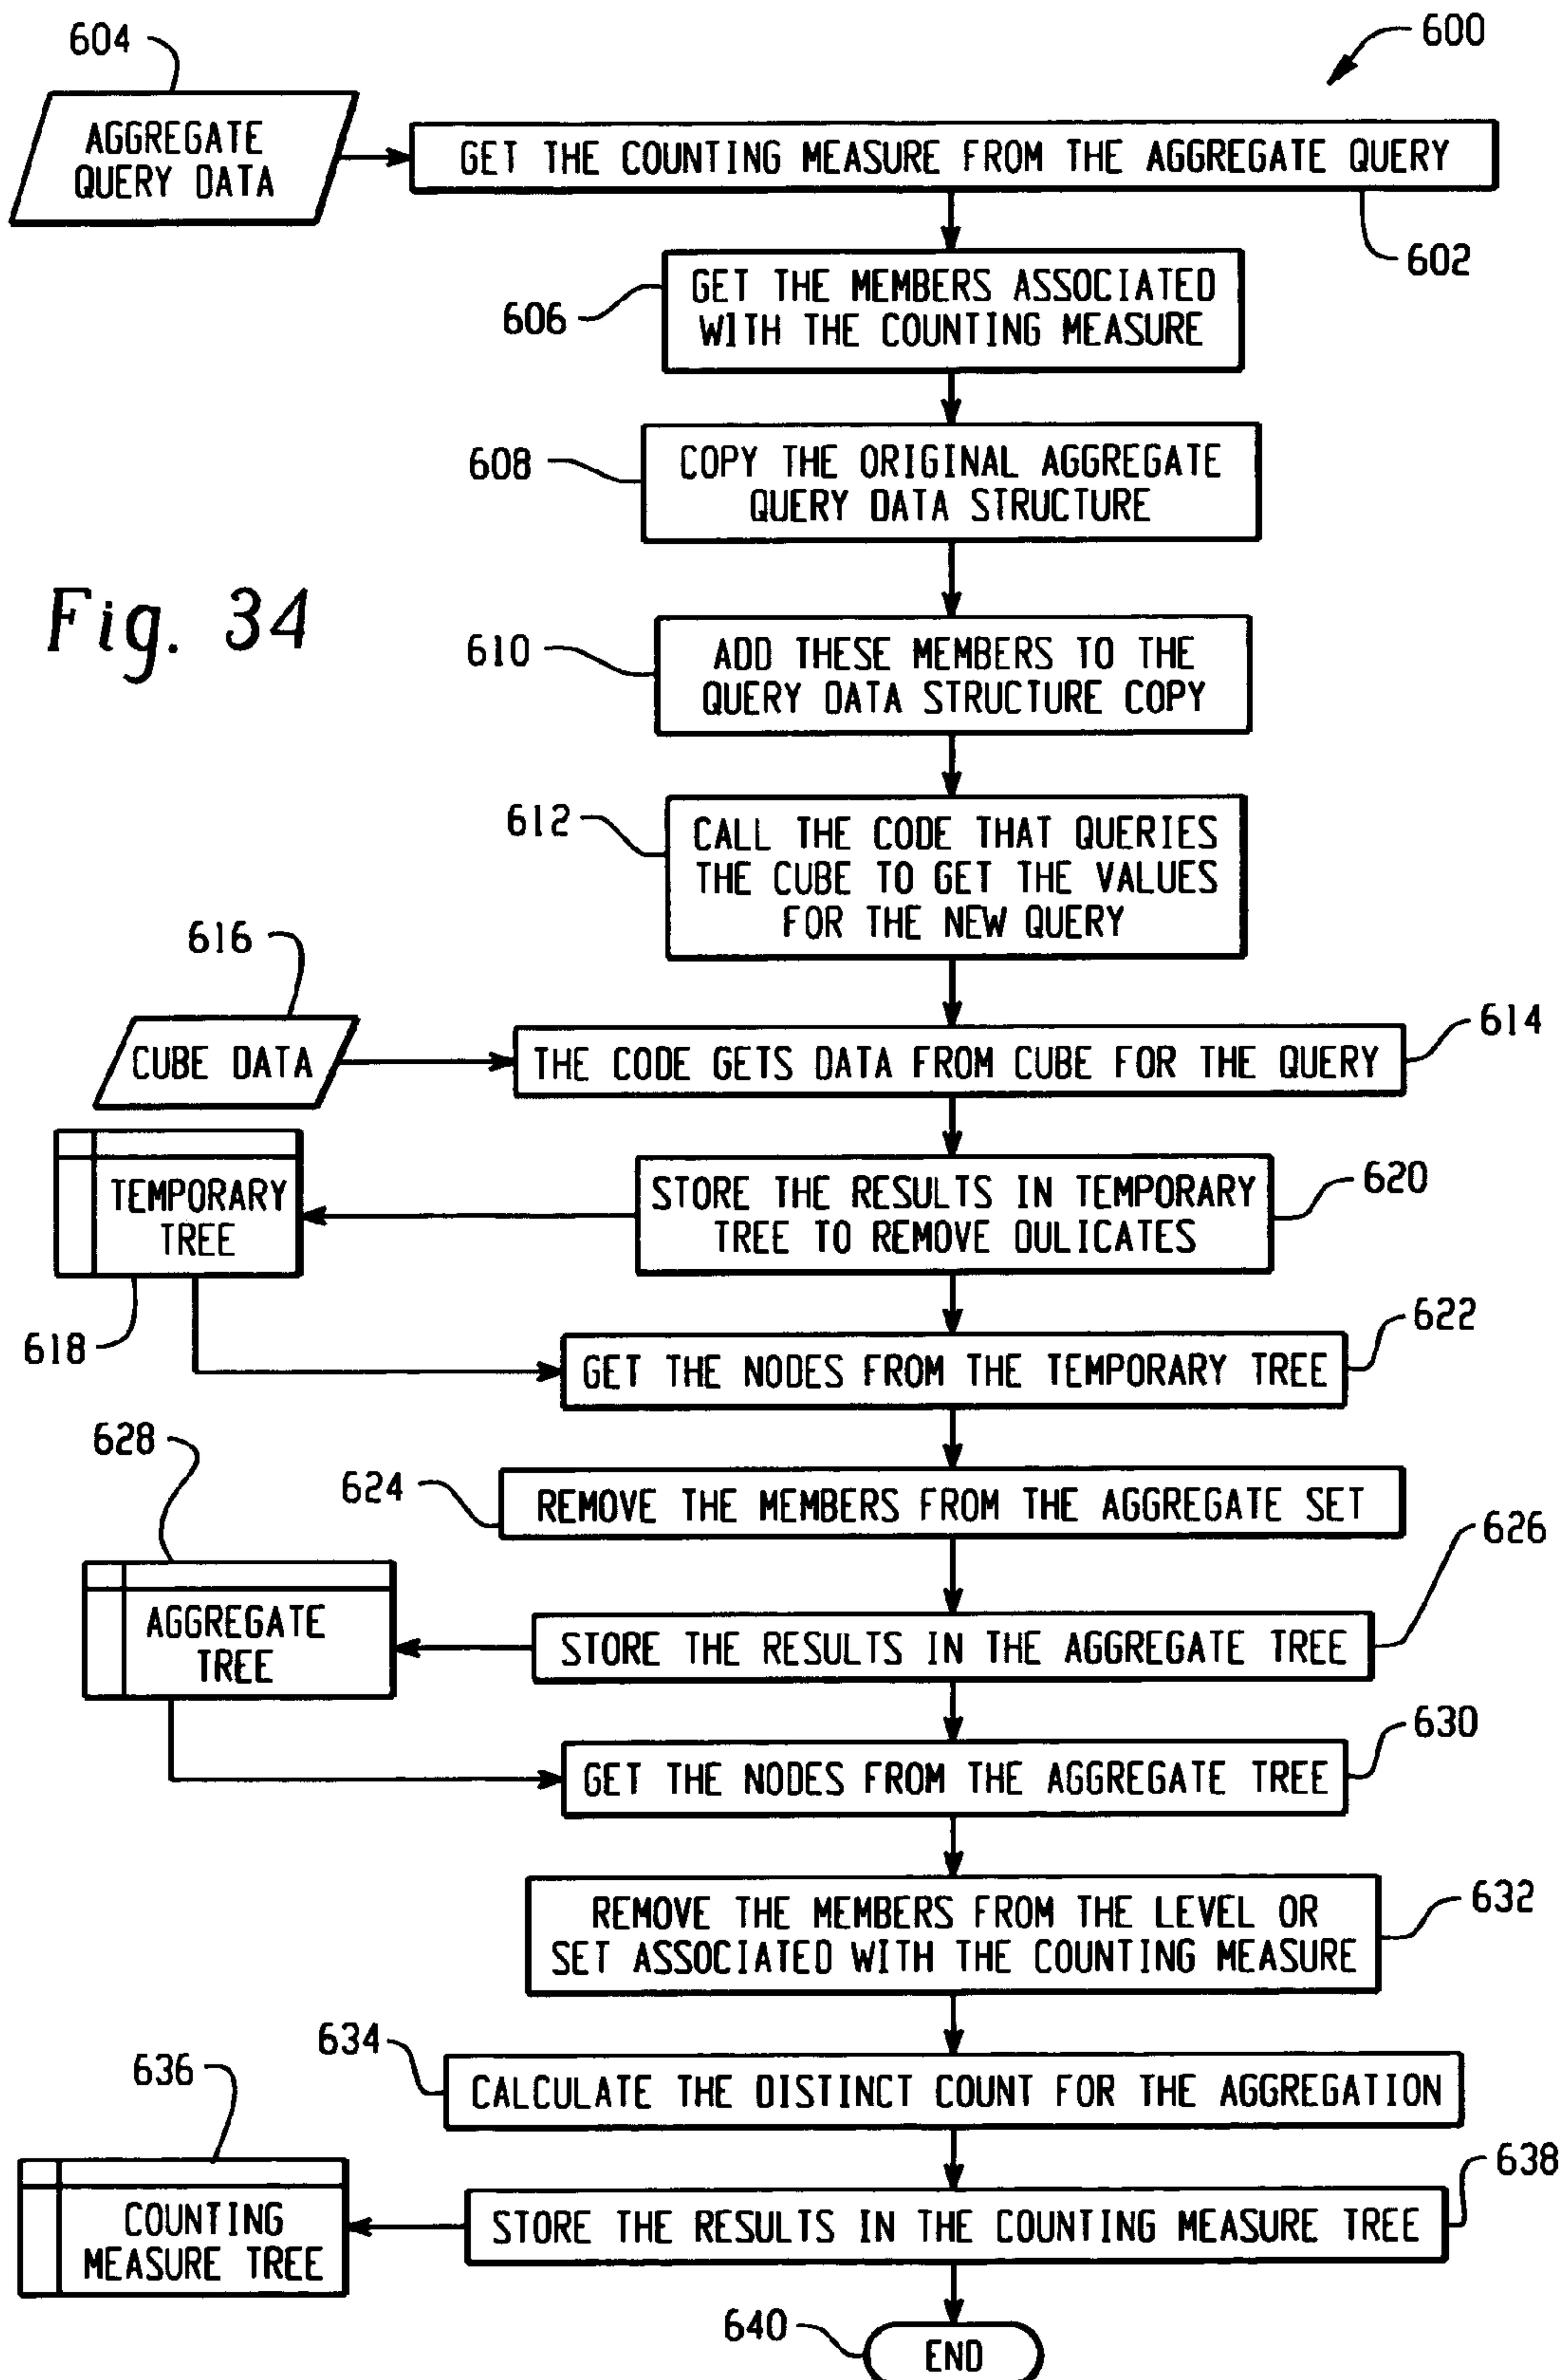 604
600
AGGREGATE
QUERY DATA
GET THE COUNTING MEASURE FROM THE AGGREGATE QUERY
602
606
GET THE MEMBERS ASSOCIATED
WITH THE COUNTING MEASURE
608
COPY THE ORIGINAL AGGREGATE
QUERY DATA STRUCTURE
Fig. 34
610
ADD THESE MEMBERS TO THE
QUERY DATA STRUCTURE COPY
612
CALL THE CODE THAT QUERIES
THE CUBE TO GET THE VALUES
FOR THE NEW QUERY
616
CUBE DATA
THE CODE GETS DATA FROM CUBE FOR THE QUERY
614
TEMPORARY
TREE
618
STORE THE RESULTS IN TEMPORARY
TREE TO REMOVE DULICATES
620
GET THE NODES FROM THE TEMPORARY TREE
622
628
624
REMOVE THE MEMBERS FROM THE AGGREGATE SET
626
AGGREGATE
TREE
STORE THE RESULTS IN THE AGGREGATE TREE
630
GET THE NODES FROM THE AGGREGATE TREE
REMOVE THE MEMBERS FROM THE LEVEL OR
SET ASSOCIATED WITH THE COUNTING MEASURE
632
634
CALCULATE THE DISTINCT COUNT FOR THE AGGREGATION
636
COUNTING
MEASURE TREE
STORE THE RESULTS IN THE COUNTING MEASURE TREE
638
640
END